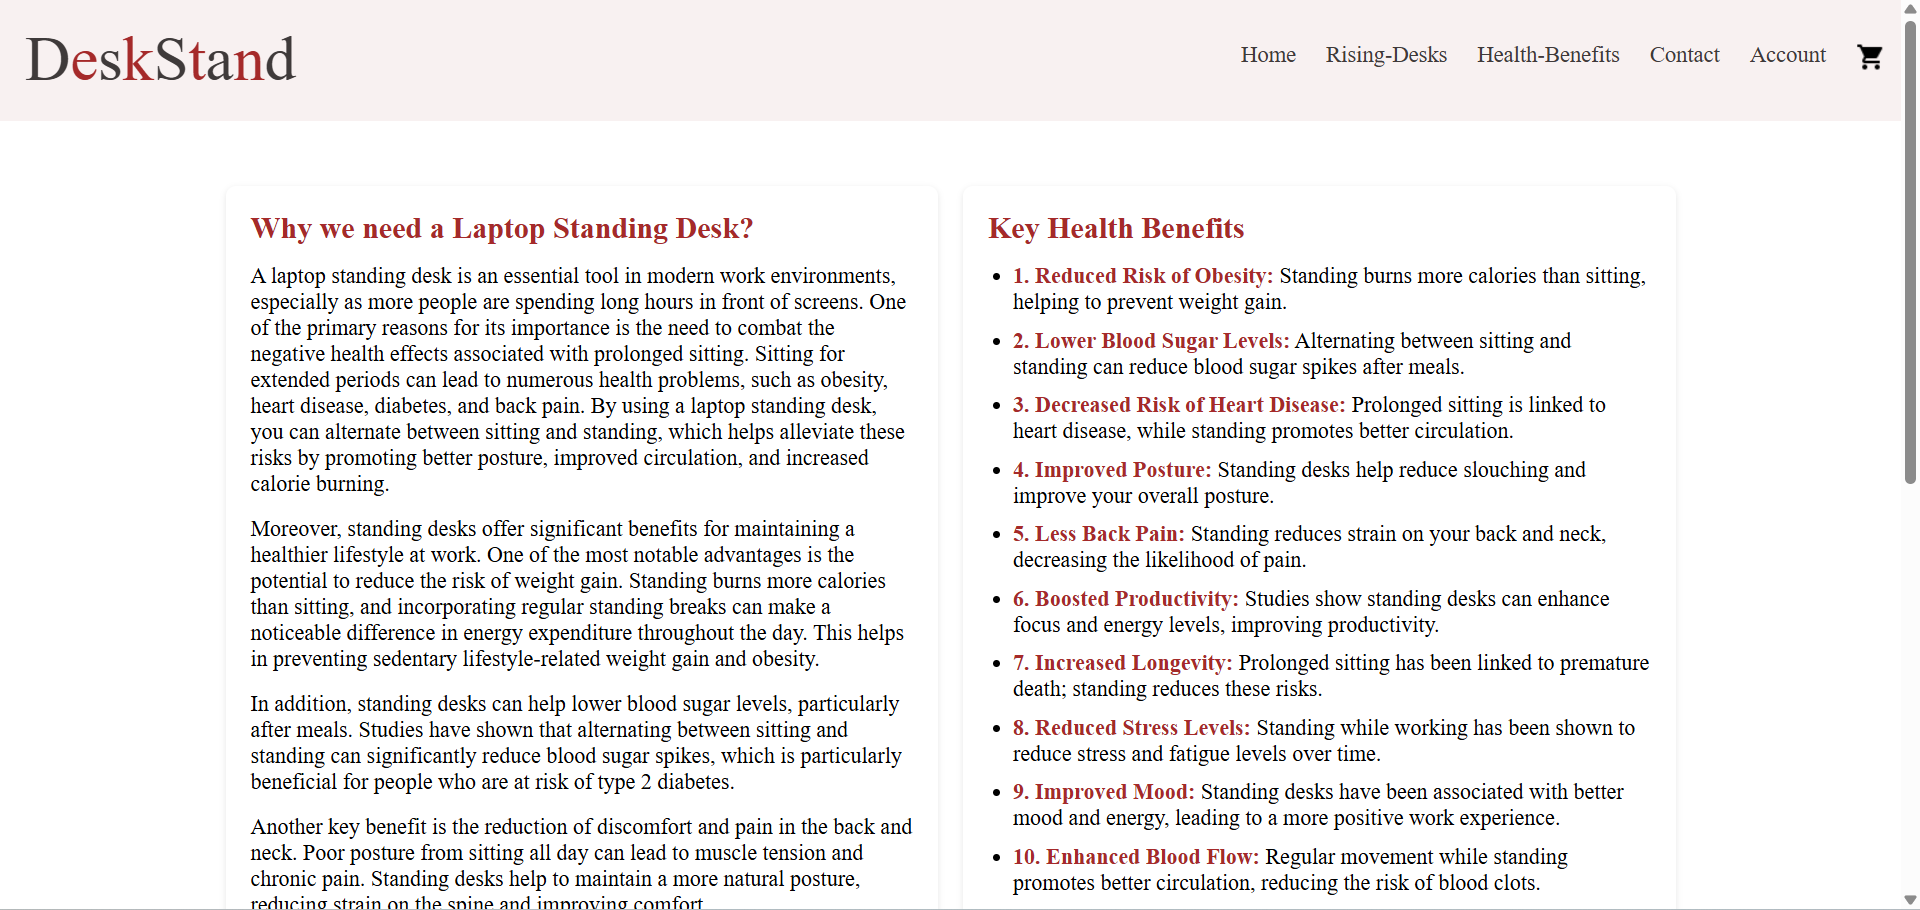 DeskStand
Home
Rising-Desks
Health-Benefits
Contact
Account
Why we need a Laptop Standing Desk?
A laptop standing desk is an essential tool in modern work environments,
especially as more people are spending long hours in front of screens. One
of the primary reasons for its importance is the need to combat the
negative health effects associated with prolonged sitting. Sitting for
extended periods can lead to numerous health problems, such as obesity,
heart disease, diabetes, and back pain. By using a laptop standing desk,
you can alternate between sitting and standing, which helps alleviate these
risks by promoting better posture, improved circulation, and increased
calorie burning.
Moreover, standing desks offer significant benefits for maintaining a
healthier lifestyle at work. One of the most notable advantages is the
potential to reduce the risk of weight gain. Standing burns more calories
than sitting, and incorporating regular standing breaks can make a
noticeable difference in energy expenditure throughout the day. This helps
in preventing sedentary lifestyle-related weight gain and obesity.
In addition, standing desks can help lower blood sugar levels, particularly
after meals. Studies have shown that alternating between sitting and
standing can significantly reduce blood sugar spikes, which is particularly
beneficial for people who are at risk of type 2 diabetes.
Another key benefit is the reduction of discomfort and pain in the back and
neck. Poor posture from sitting all day can lead to muscle tension and
chronic pain. Standing desks help to maintain a more natural posture,
reducing strain on the spine and improving comfort.
Key Health Benefits
• 1. Reduced Risk of Obesity: Standing burns more calories than sitting,
helping to prevent weight gain.
• 2. Lower Blood Sugar Levels: Alternating between sitting and
standing can reduce blood sugar spikes after meals.
• 3. Decreased Risk of Heart Disease: Prolonged sitting is linked to
heart disease, while standing promotes better circulation.
• 4. Improved Posture: Standing desks help reduce slouching and
improve your overall posture.
• 5. Less Back Pain: Standing reduces strain on your back and neck,
decreasing the likelihood of pain.
• 6. Boosted Productivity: Studies show standing desks can enhance
focus and energy levels, improving productivity.
• 7. Increased Longevity: Prolonged sitting has been linked to premature
death; standing reduces these risks.
• 8. Reduced Stress Levels: Standing while working has been shown to
reduce stress and fatigue levels over time.
• 9. Improved Mood: Standing desks have been associated with better
mood and energy, leading to a more positive work experience.
• 10. Enhanced Blood Flow: Regular movement while standing
promotes better circulation, reducing the risk of blood clots.